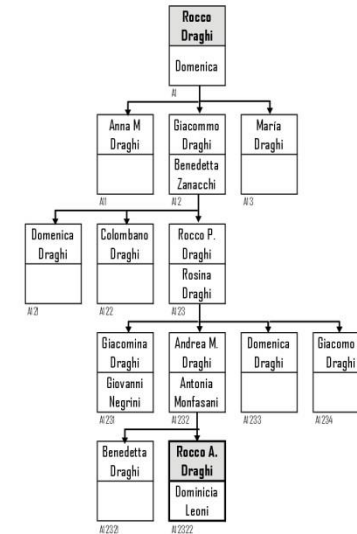 Rocco
Draghi
Domenica
A1
Anna M
Draghi
A11
Giacommo
Draghi
Benedetta
Zanacchi
A12
María
Draghi
A13
Domenica
Draghi
A121
Colombano
Draghi
A122
Rocco P.
Draghi
Rosina
Draghi
A123
Giacomina
Draghi
Giovanni
Negrini
A1231
Andrea M.
Draghi
Antonia
Monfasani
A1232
Domenica
Draghi
A1233
Giacomo
Draghi
A1234
Benedetta
Draghi
A12321
Rocco A.
Draghi
Dominicia
Leoni
A12322